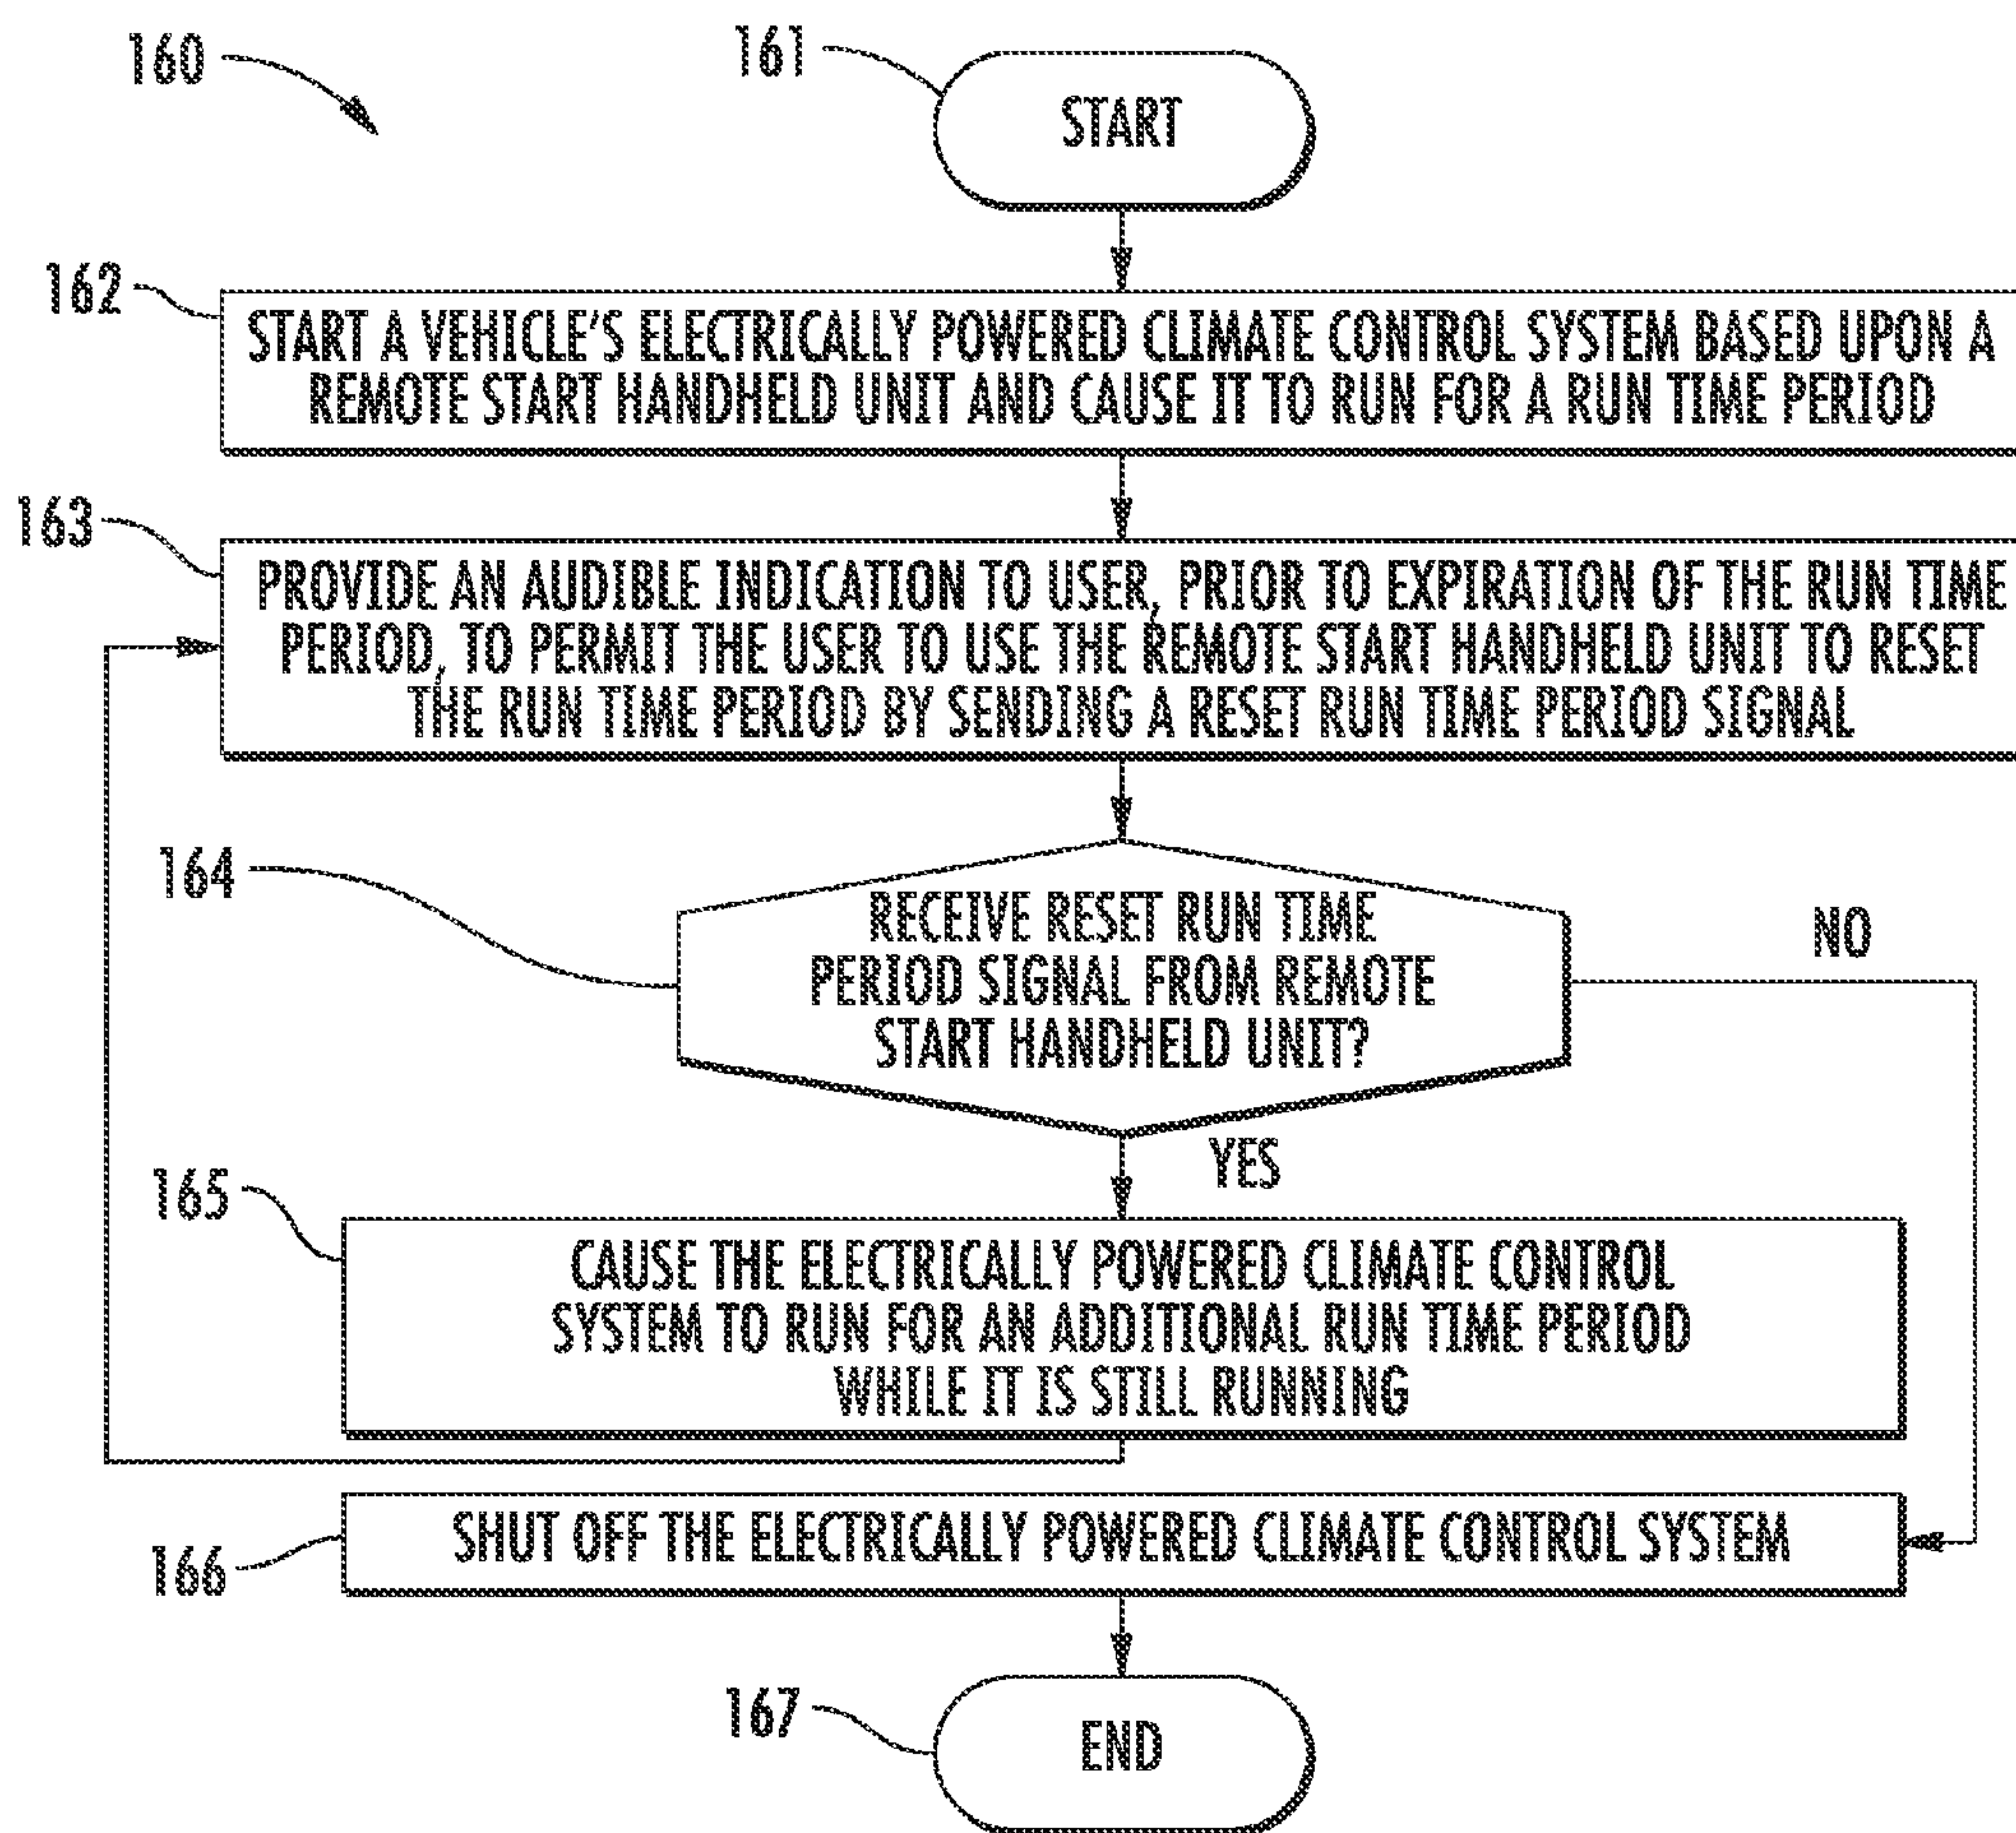 160
161
START
162
START A VEHICLE'S ELECTRICALLY POWERED CLIMATE CONTROL SYSTEM BASED UPON A
REMOTE START HANDHELD UNIT AND CAUSE IT TO RUN FOR A RUN TIME PERIOD
163
PROVIDE AN AUDIBLE INDICATION TO USER, PRIOR TO EXPIRATION OF THE RUN TIME
PERIOD, TO PERMIT THE USER TO USE THE REMOTE START HANDHELD UNIT TO RESET
THE RUN TIME PERIOD BY SENDING A RESET RUN TIME PERIOD SIGNAL
164
RECEIVE RESET RUN TIME
PERIOD SIGNAL FROM REMOTE
START HANDHELD UNIT?
NO
YES
165
CAUSE THE ELECTRICALLY POWERED CLIMATE CONTROL
SYSTEM TO RUN FOR AN ADDITIONAL RUN TIME PERIOD
WHILE IT IS STILL RUNNING
166
SHUT OFF THE ELECTRICALLY POWERED CLIMATE CONTROL SYSTEM
167
END